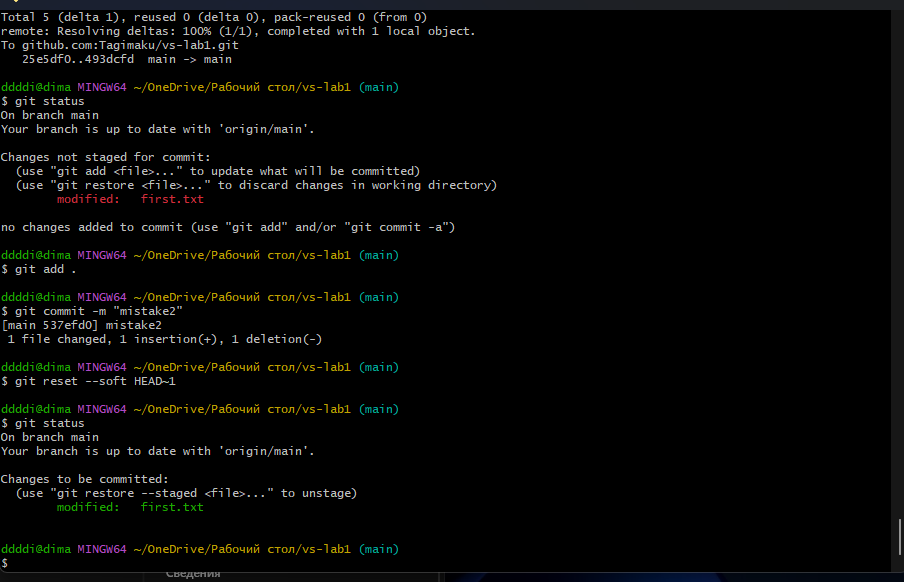 Total 5 (delta 1), reused 0 (delta 0), pack-reused 0 (from 0)
remote: Resolving deltas: 100% (1/1), completed with 1 local object.
To github.com:Tagimaku/vs-lab1.git
   25e5df0..493dcfd  main -> main

ddddi@dima MINGW64 ~/OneDrive/Рабочий стол/vs-lab1 (main)
$ git status
On branch main
Your branch is up to date with 'origin/main'.

Changes not staged for commit:
  (use "git add <file>..." to update what will be committed)
  (use "git restore <file>..." to discard changes in working directory)
        modified:   first.txt

no changes added to commit (use "git add" and/or "git commit -a")

ddddi@dima MINGW64 ~/OneDrive/Рабочий стол/vs-lab1 (main)
$ git add .

ddddi@dima MINGW64 ~/OneDrive/Рабочий стол/vs-lab1 (main)
$ git commit -m "mistake2"
[main 537efd0] mistake2
 1 file changed, 1 insertion(+), 1 deletion(-)

ddddi@dima MINGW64 ~/OneDrive/Рабочий стол/vs-lab1 (main)
$ git reset --soft HEAD~1

ddddi@dima MINGW64 ~/OneDrive/Рабочий стол/vs-lab1 (main)
$ git status
On branch main
Your branch is up to date with 'origin/main'.

Changes to be committed:
  (use "git restore --staged <file>..." to unstage)
        modified:   first.txt

ddddi@dima MINGW64 ~/OneDrive/Рабочий стол/vs-lab1 (main)
$
Сведения